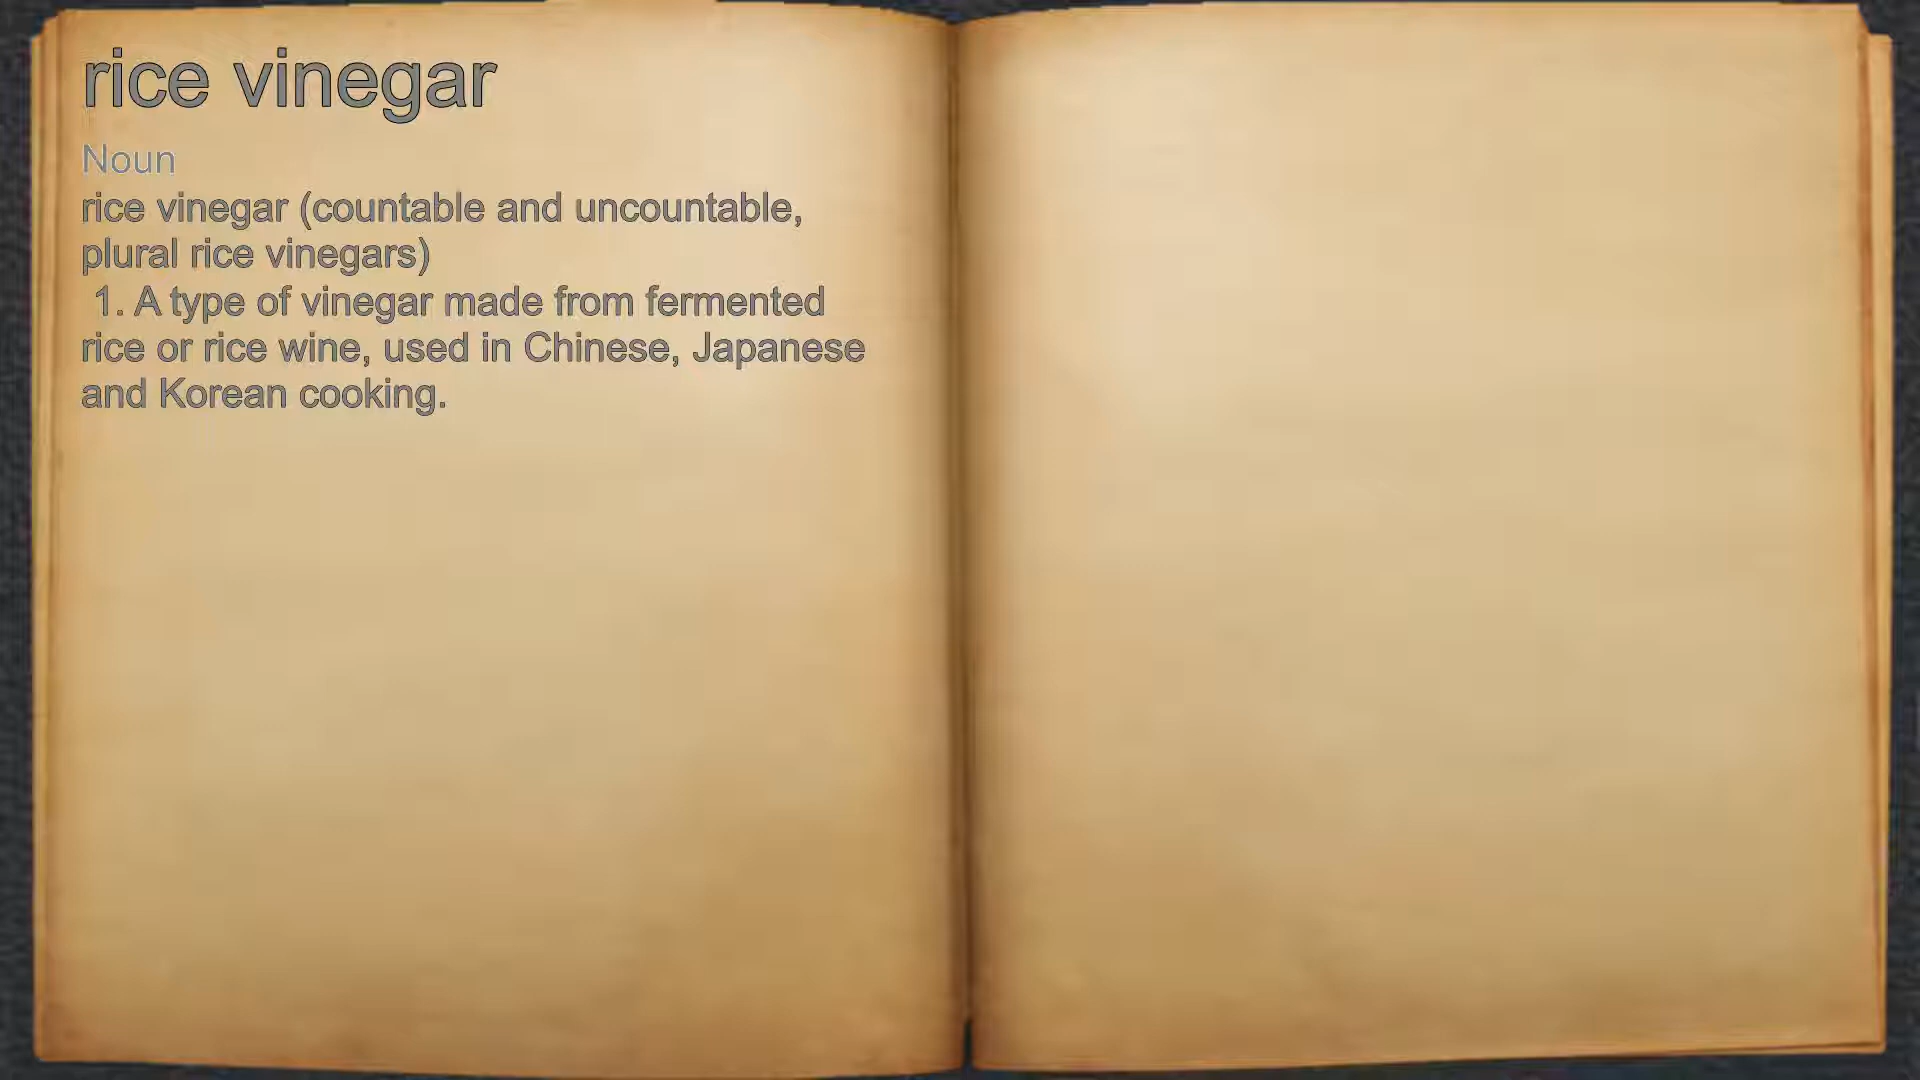 rice vinegar
Noun
rice vinegar (countable and uncountable,
plural rice vinegars)
1. A type of vinegar made from fermented
rice or rice wine, used in Chinese, Japanese
and Korean cooking.